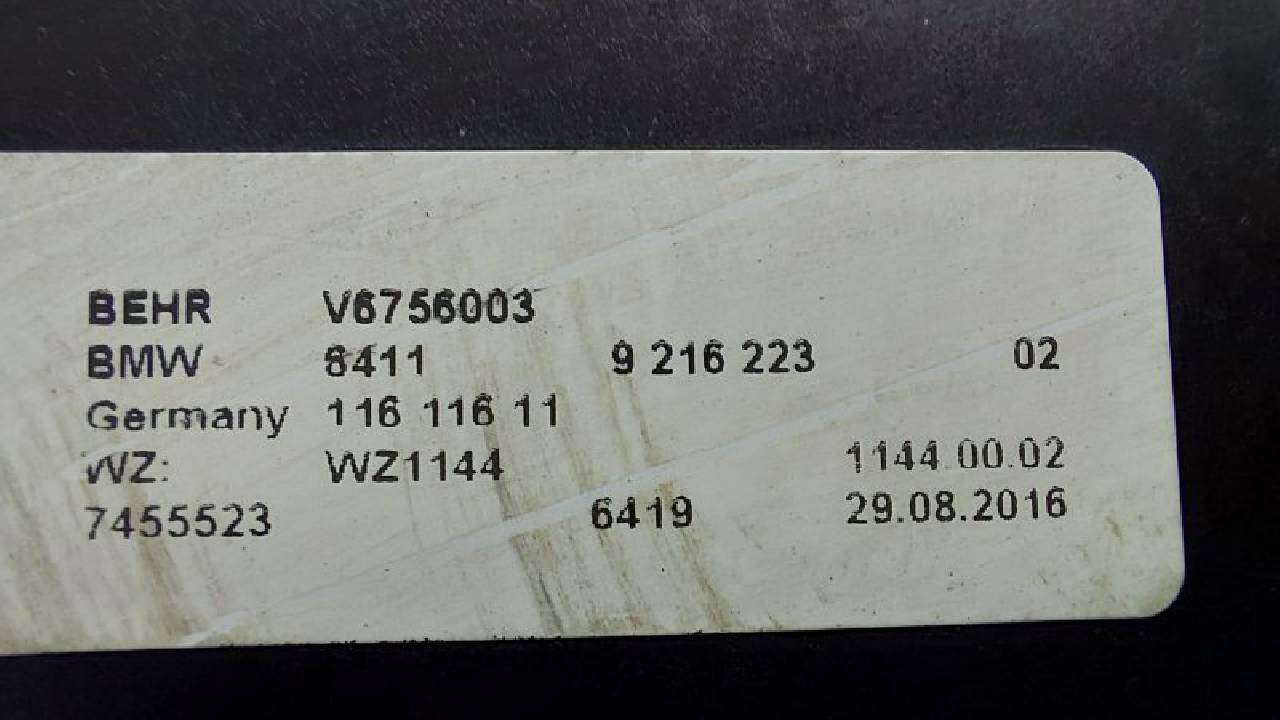 BEHR V6756003
BMW 6411 9 216 223 02
Germany 116 116 11
WZ: WZ1144 1144.00.02
7455523 6419 29.08.2016